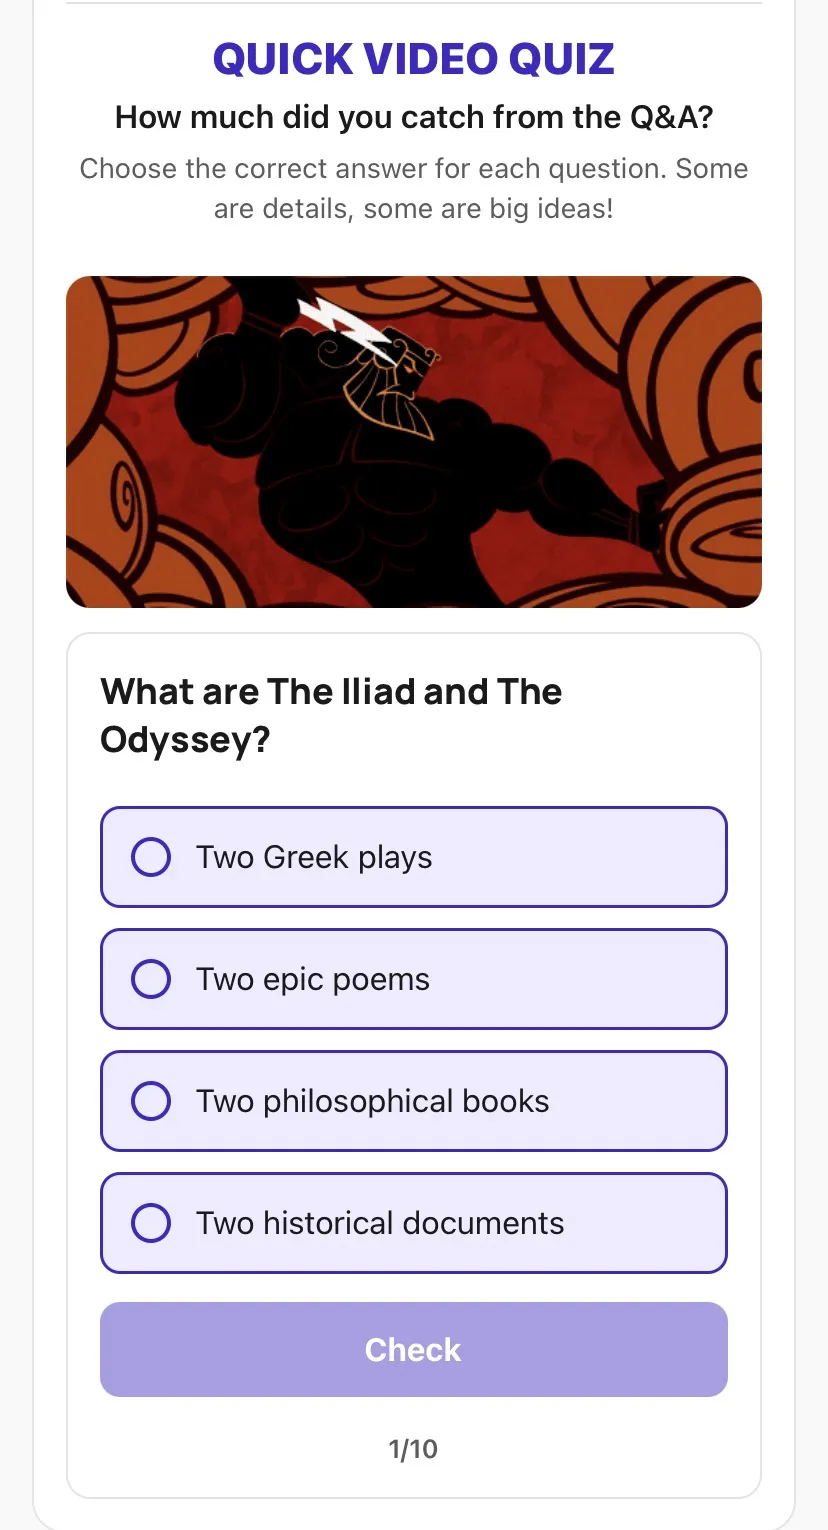 QUICK VIDEO QUIZ
How much did you catch from the Q&A?
Choose the correct answer for each question. Some
are details, some are big ideas!
What are The Iliad and The
Odyssey?
Two Greek plays
Two epic poems
Two philosophical books
Two historical documents
Check
1/10